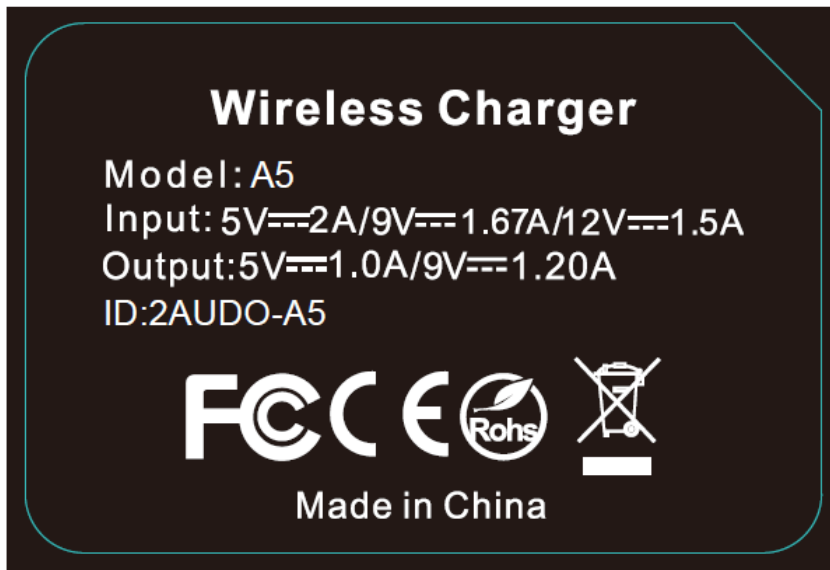 Wireless Charger
Model: A5
Input: 5V⎓2A/9V⎓1.67A/12V⎓1.5A
Output:5V⎓1.0A/9V⎓1.20A
ID:2AUDO-A5
FC CE Rohs
Made in China